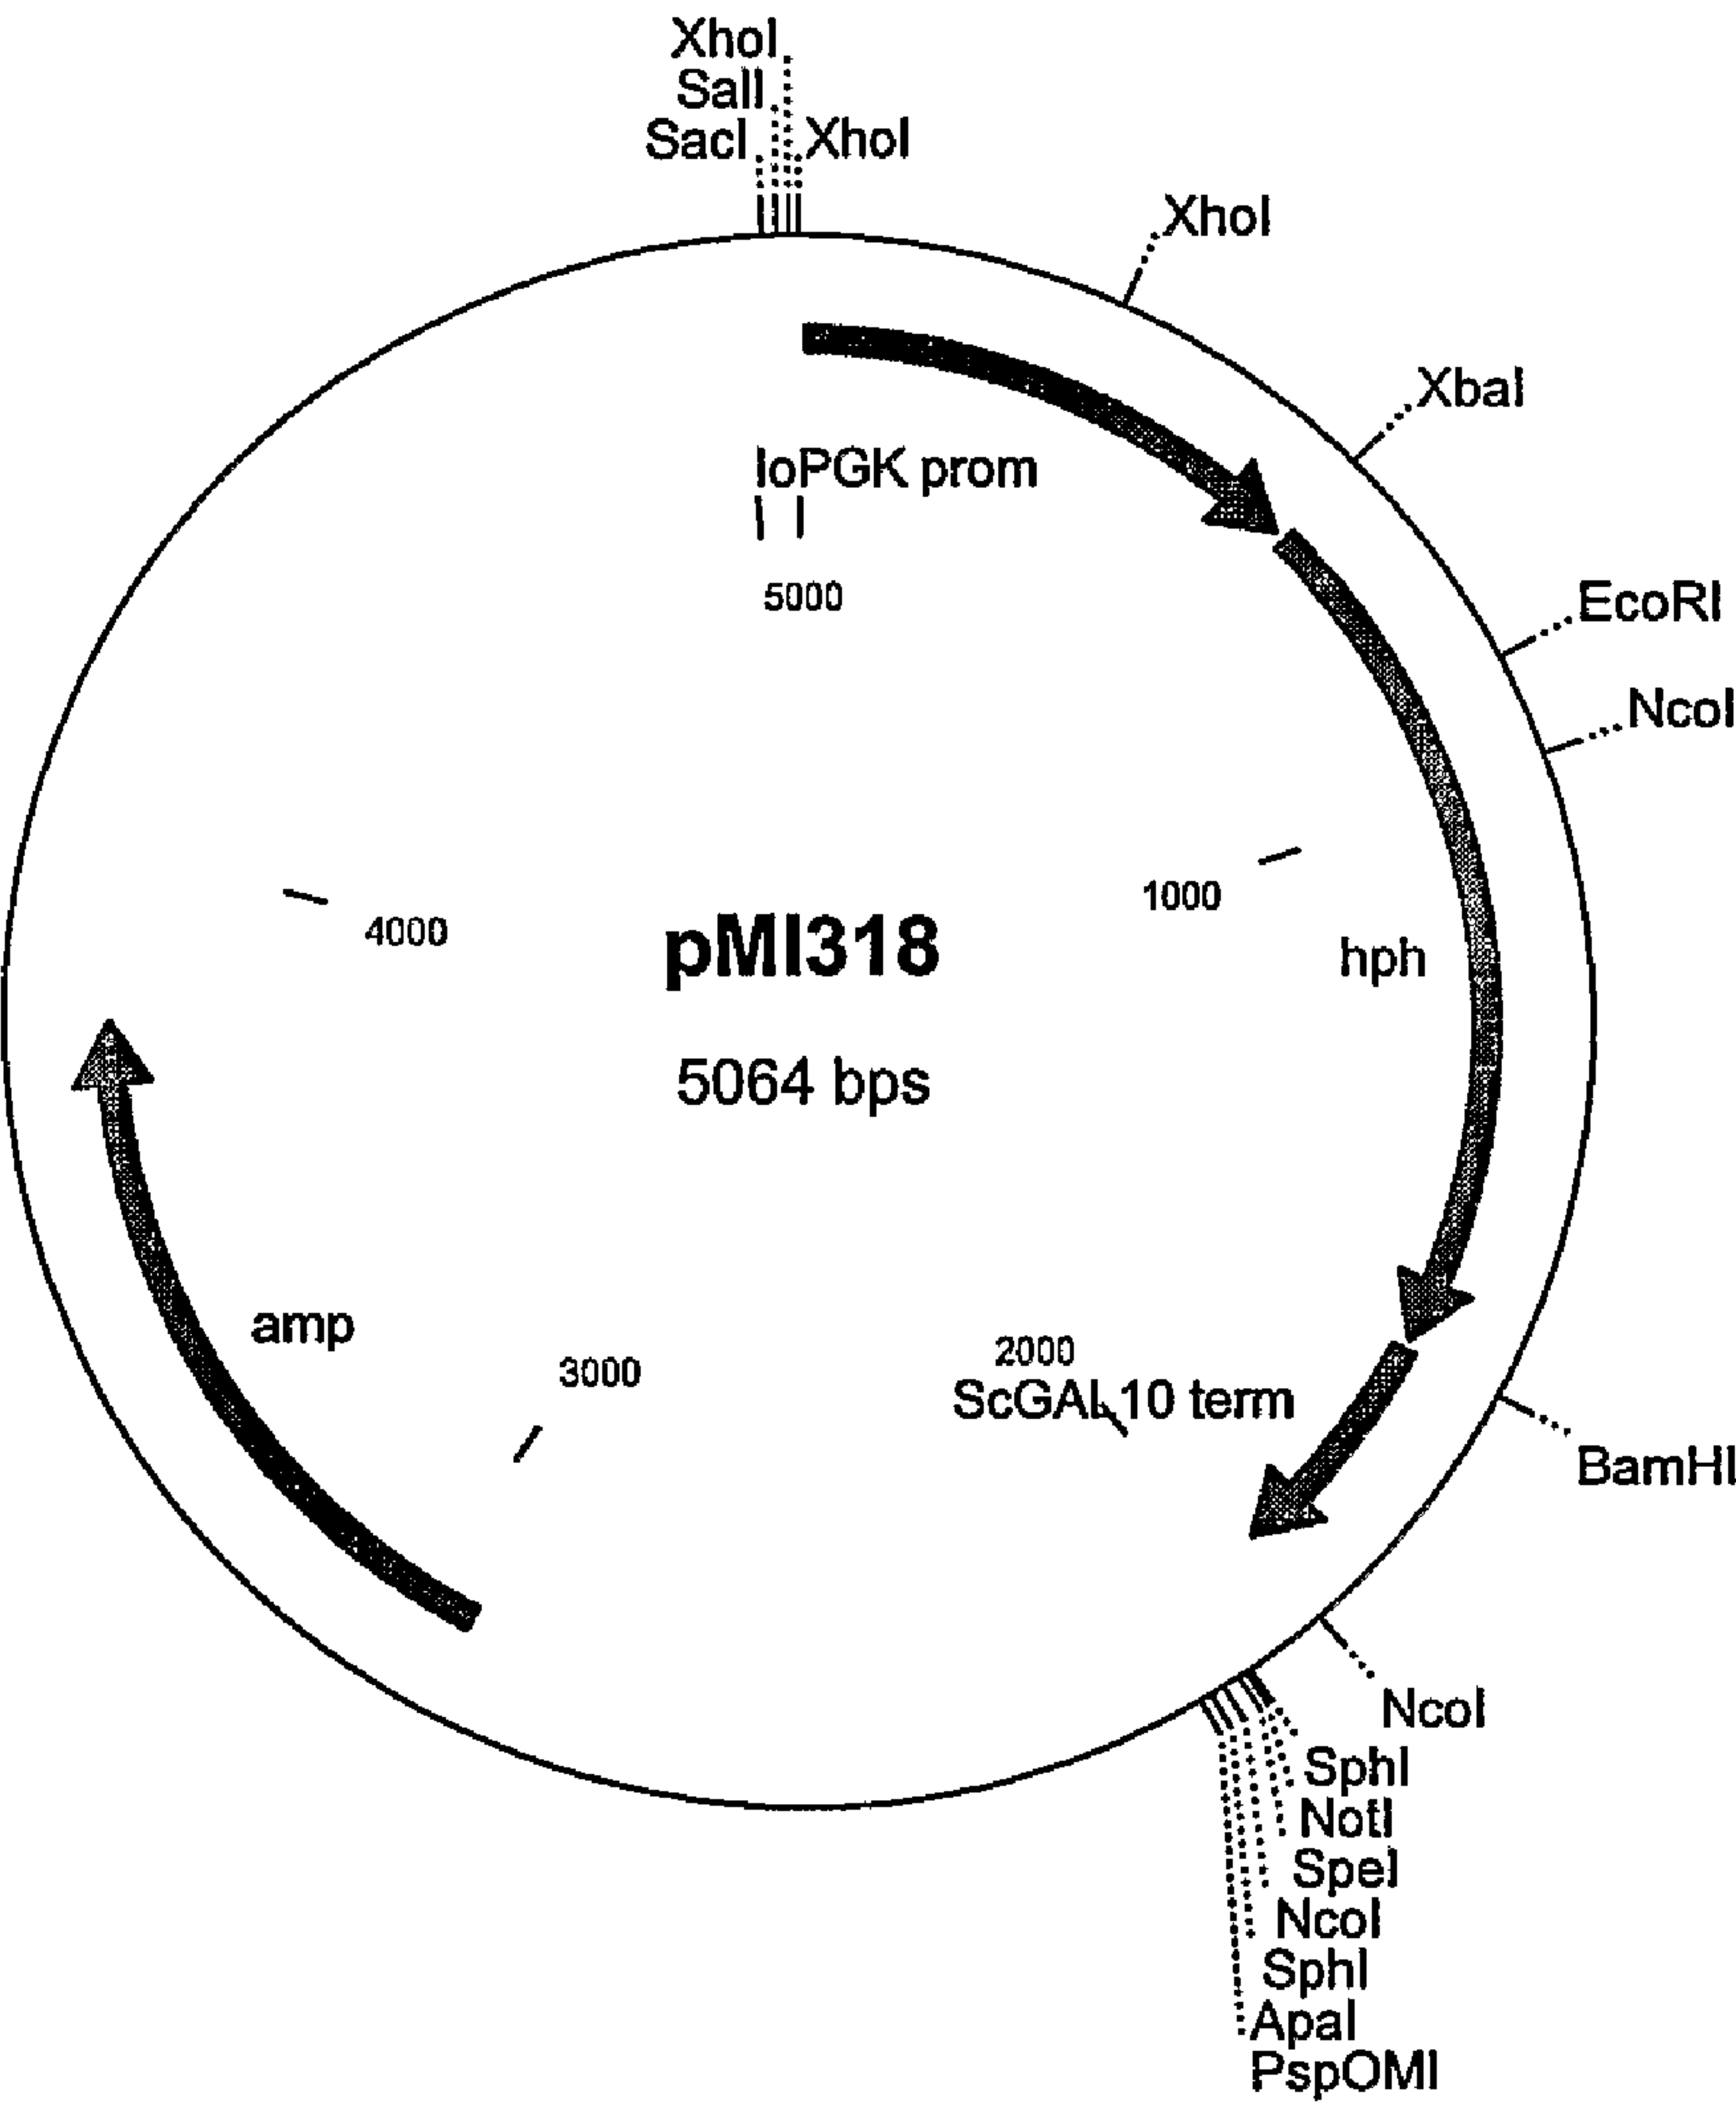 XhoI
SalI
SacI
XhoI
XhoI
XbaI
IoPGK prom
5000
EcoRI
NcoI
1000
4000
pMI318
hph
5064 bps
amp
2000
3000
ScGAL10 term
BamHI
NcoI
SphI
NotI
SpeI
NcoI
SphI
ApaI
PspOMI